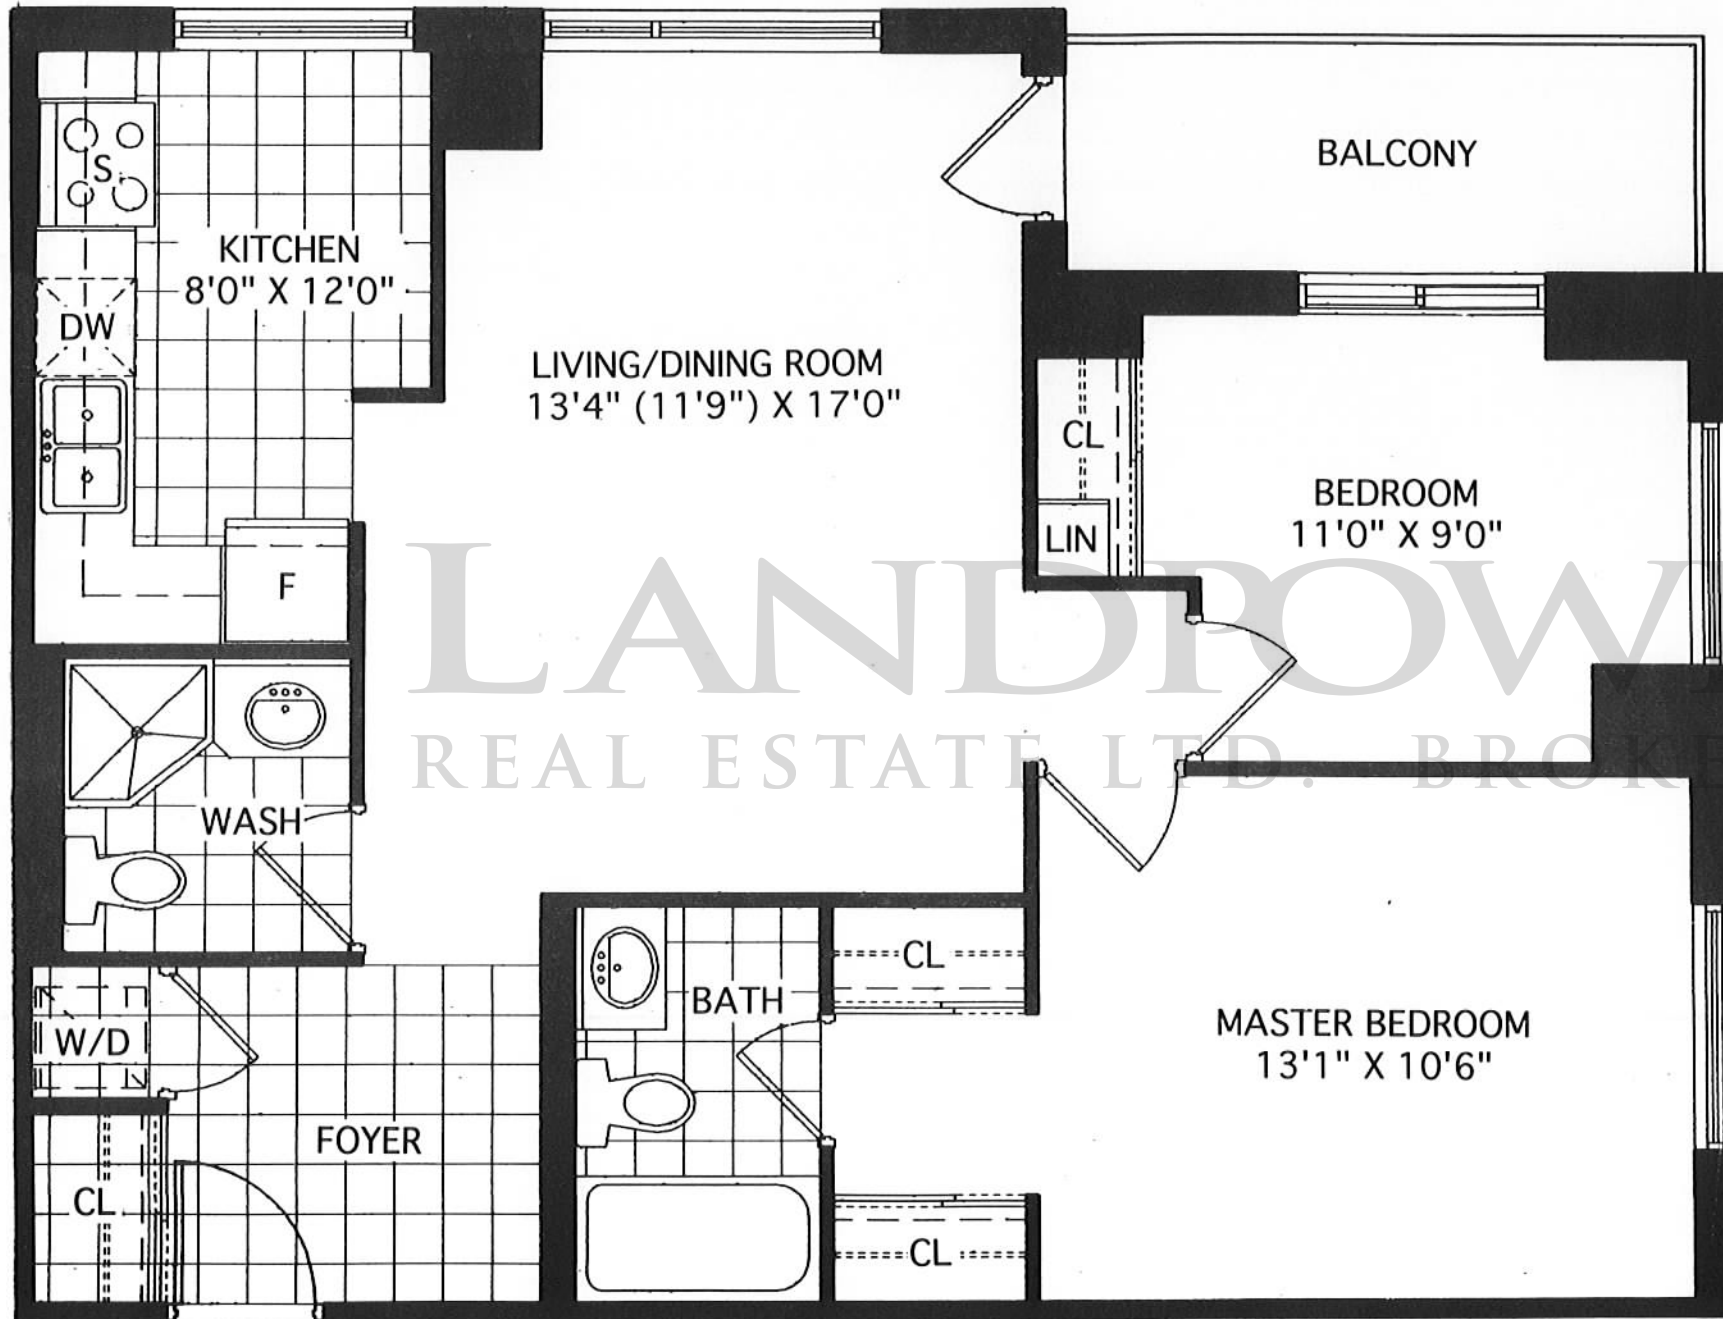 BALCONY
S.
KITCHEN
8'0" X 12'0"
DW
LIVING/DINING ROOM
13'4" (11'9") X 17'0"
CL
BEDROOM
11'0" X 9'0"
LIN
F
LANDPOW
REAL ESTATE LTD. BROKE
WASH
CL
BATH
W/D
MASTER BEDROOM
13'1" X 10'6"
FOYER
CL
CL